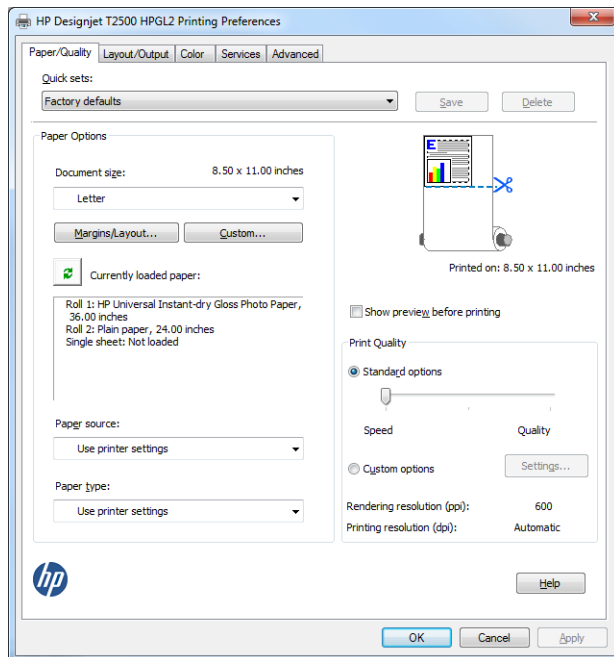 HP Designjet T2500 HPGL2 Printing Preferences
Paper/Quality Layout/Output Color Services Advanced
Quick sets:
Factory defaults
Save
Delete
Paper Options
Document size:
8.50 x 11.00 inches
Letter
Margins/Layout...
Custom...
Currently loaded paper:
Roll 1: HP Universal Instant-dry Gloss Photo Paper,
36.00 inches
Roll 2: Plain paper, 24.00 inches
Single sheet: Not loaded
Paper source:
Use printer settings
Paper type:
Use printer settings
E
Printed on: 8.50 x 11.00 inches
Show preview before printing
Print Quality
Standard options
Speed
Quality
Custom options
Settings...
Rendering resolution (ppi):
600
Printing resolution (dpi):
Automatic
hp
Help
OK
Cancel
Apply